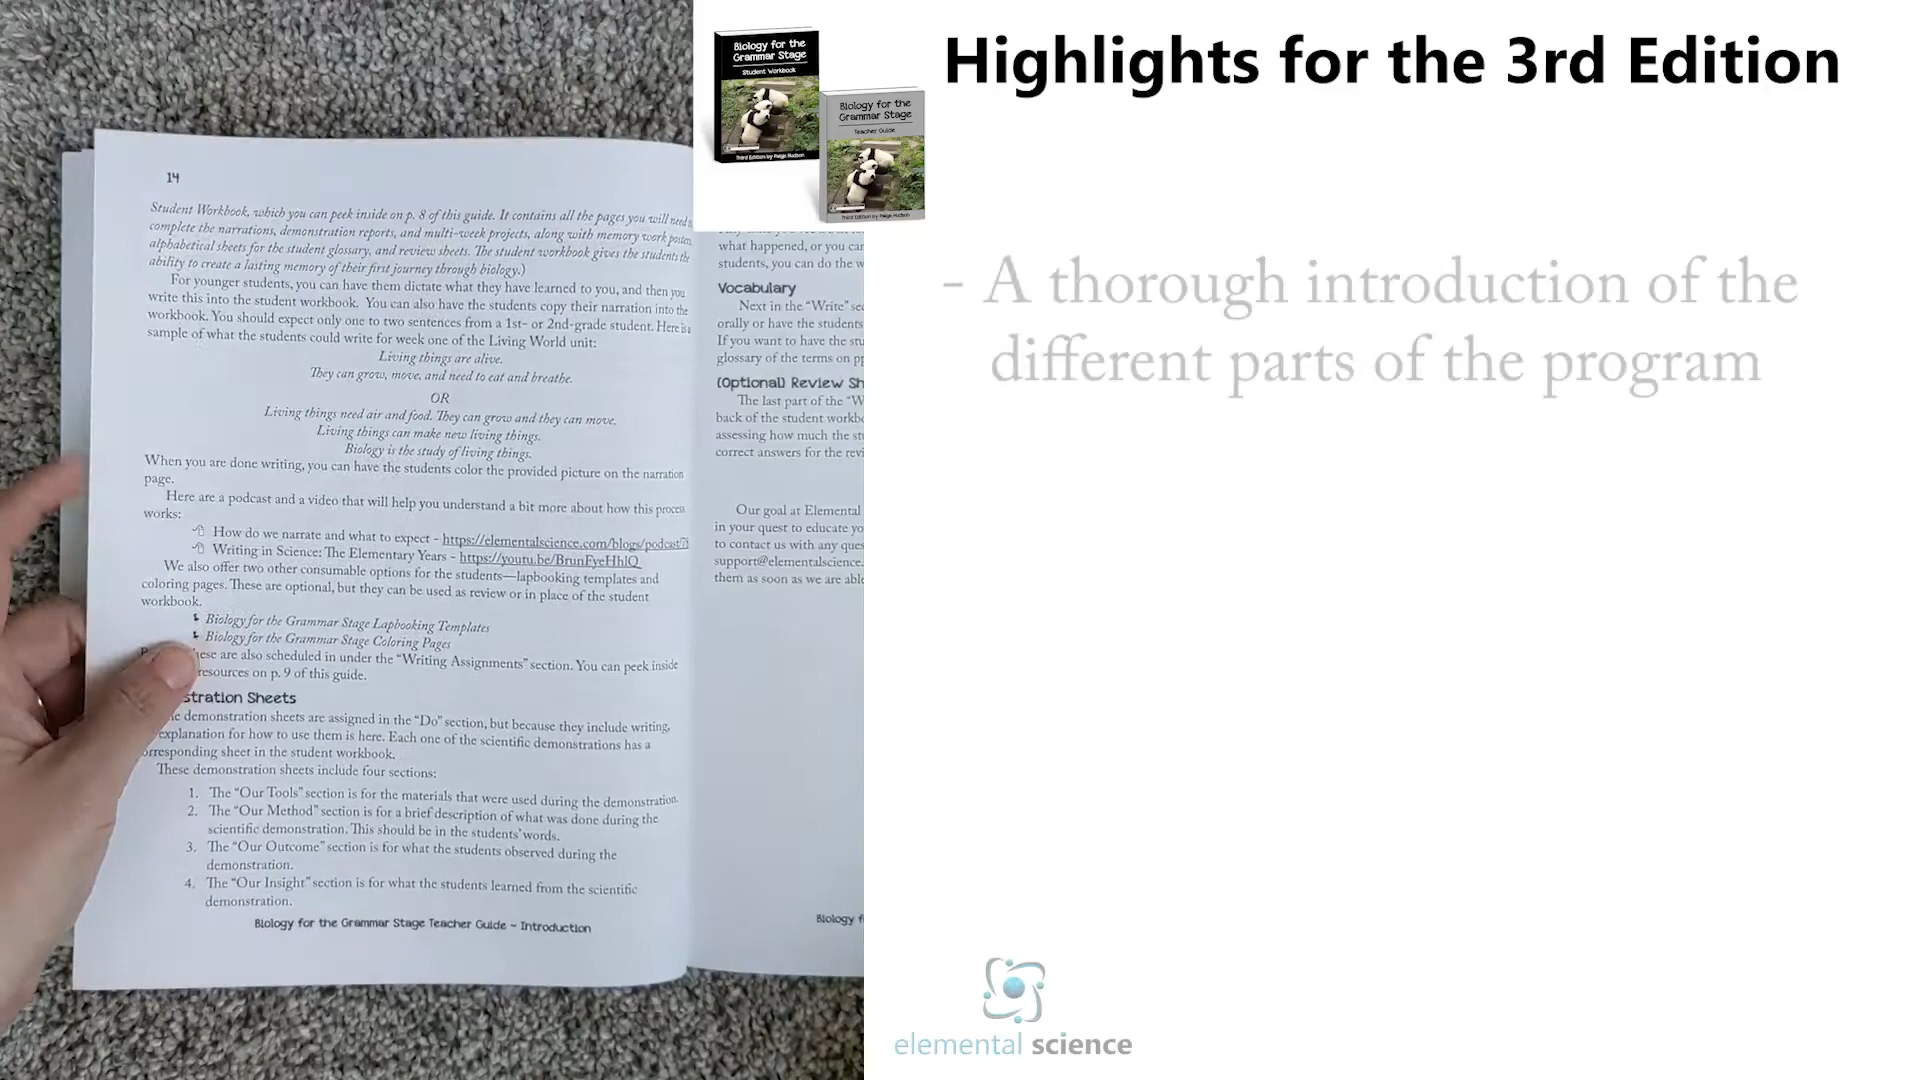 14
Student Workbook, which you can peek inside on p. 8 of this guide. It contains all the pages you will need
complete the narrations, demonstration reports, and multi-week projects, along with memory work posters,
alphabetical sheets for the student glossary, and review sheets. The student workbook gives the students the
ability to create a lasting memory of their first journey through biology.)
For younger students, you can have them dictate what they have learned to you, and then you
write this into the student workbook. You can also have the students copy their narration into the
workbook. You should expect only one to two sentences from a 1st- or 2nd-grade student. Here is a
sample of what the students could write for week one of the Living World unit:
Living things are alive.
They can grow, move, and need to eat and breathe.
OR
Living things need air and food. They can grow and they can move.
Living things can make new living things.
Biology is the study of living things.
When you are done writing, you can have the students color the provided picture on the narration
page.
Here are a podcast and a video that will help you understand a bit more about how this process
works:
How do we narrate and what to expect - https://elementalscience.com/blogs/podcast/
Writing in Science: The Elementary Years - https://youtu.be/BrunFyeHhlQ
We also offer two other consumable options for the students—lapbooking templates and
coloring pages. These are optional, but they can be used as review or in place of the student
workbook.
Biology for the Grammar Stage Lapbooking Templates
Biology for the Grammar Stage Coloring Pages
ese are also scheduled in under the “Writing Assignments” section. You can peek inside
resources on p. 9 of this guide.
stration Sheets
e demonstration sheets are assigned in the “Do” section, but because they include writing,
explanation for how to use them is here. Each one of the scientific demonstrations has a
orresponding sheet in the student workbook.
These demonstration sheets include four sections:
1. The “Our Tools” section is for the materials that were used during the demonstration.
2. The “Our Method” section is for a brief description of what was done during the
scientific demonstration. This should be in the students’ words.
3. The “Our Outcome” section is for what the students observed during the
demonstration.
4. The “Our Insight” section is for what the students learned from the scientific
demonstration.
Biology for the Grammar Stage Teacher Guide ~ Introduction
what happened, or you can
students, you can do the w
Vocabulary
Next in the “Write” sec
orally or have the students
If you want to have the stu
glossary of the terms on pp
(Optional) Review Sh
The last part of the “W
back of the student workbo
assessing how much the st
correct answers for the revi
Our goal at Elemental
in your quest to educate yo
to contact us with any ques
support@elementalscience.
them as soon as we are able
Biology f
Biology for the
Grammar Stage
Student Workbook
Third Edition by Paige Hudson
Biology for the
Grammar Stage
Teacher Guide
Third Edition by Paige Hudson
Highlights for the 3rd Edition
- A thorough introduction of the
different parts of the program
elemental science